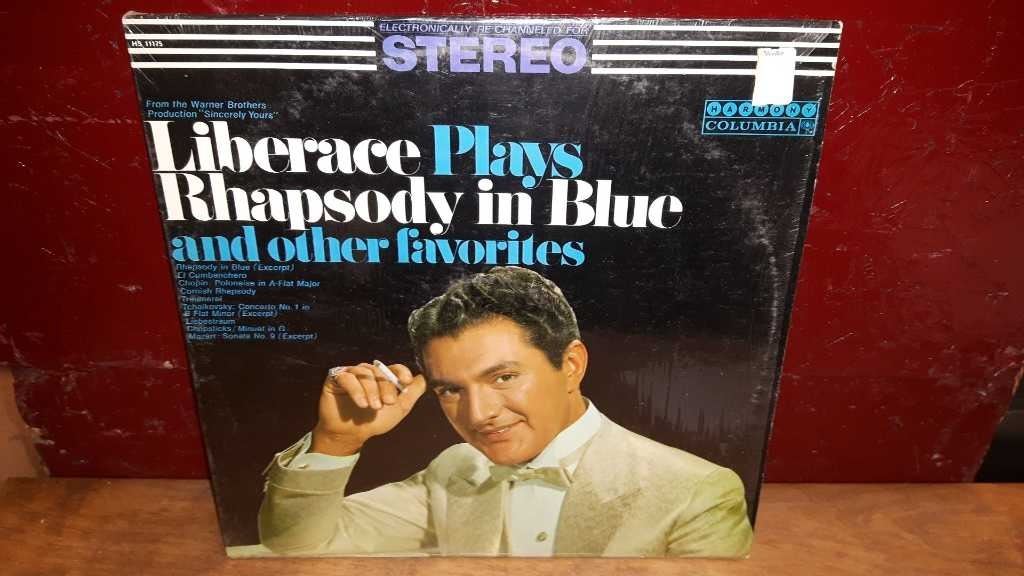 ELECTRONICALLY RE-CHANNELED FOR
STEREO
HS 11175
HARMONY
COLUMBIA
From the Warner Brothers
Production "Sincerely Yours"
Liberace Plays
Rhapsody in Blue
and other favorites
Rhapsody in Blue (Excerpt)
El Cumbanchero
Chopin: Polonaise in A-Flat Major
Cornish Rhapsody
Traumerei
Tchaikovsky: Concerto No. 1 in
B Flat Minor (Excerpt)
Liebestraum
Chopsticks/Minuet in G
Mozart: Sonata No. 9 (Excerpt)